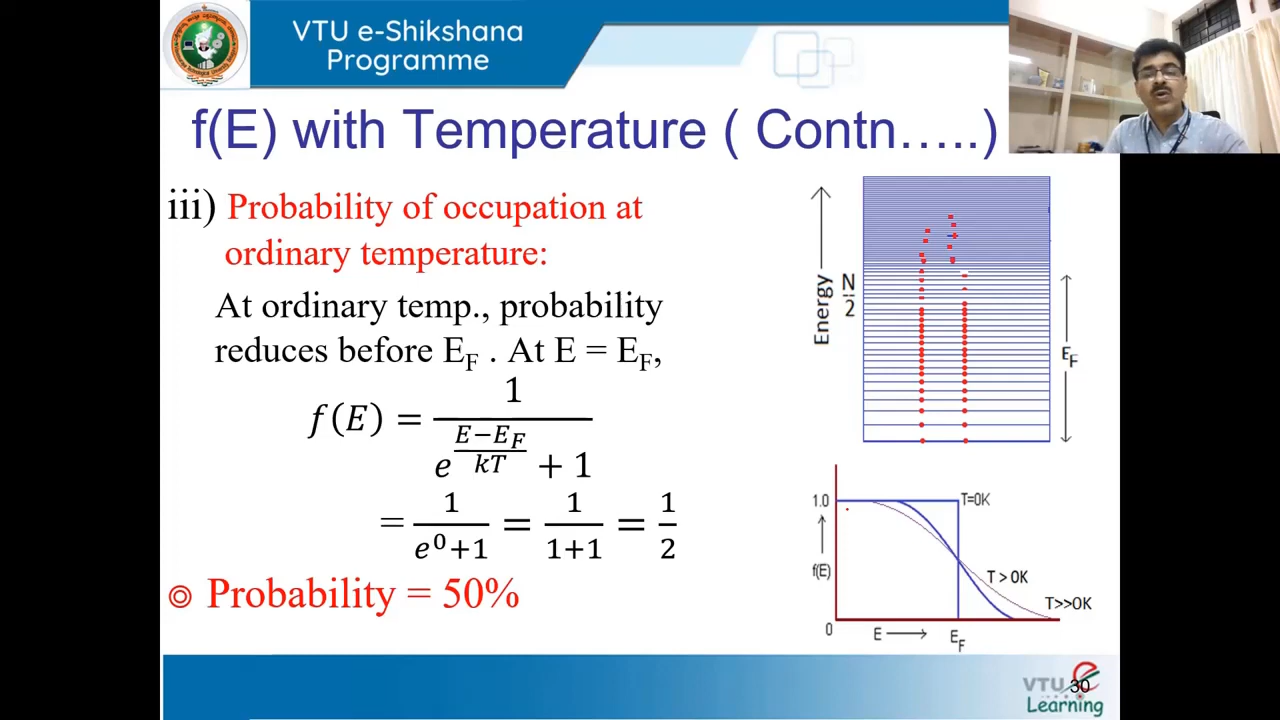 VTU e-Shikshana
Programme
f(E) with Temperature ( Contn…..)
iii) Probability of occupation at
ordinary temperature:
At ordinary temp., probability
reduces before E_F . At E = E_F,
f(E) = 1 / (e^((E−E_F)/kT) + 1)
= 1/(e^0+1) = 1/(1+1) = 1/2
Probability = 50%
Energy
N/2
E_F
1.0
T=0K
f(E)
T > 0K
T>>0K
0
E
E_F
VTU e
30
Learning